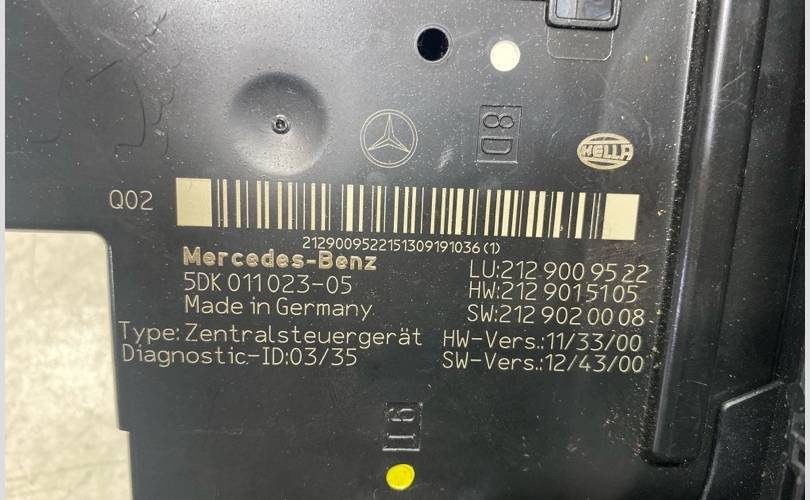 8D
HELLA
Q02
2129009522151309191036(1)
Mercedes-Benz
5DK 011 023-05
Made in Germany
LU:212 900 95 22
HW:212 901 51 05
SW:212 902 00 08
Type:Zentralsteuergerät
Diagnostic-ID:03/35
HW-Vers.:11/33/00
SW-Vers.:12/43/00
16